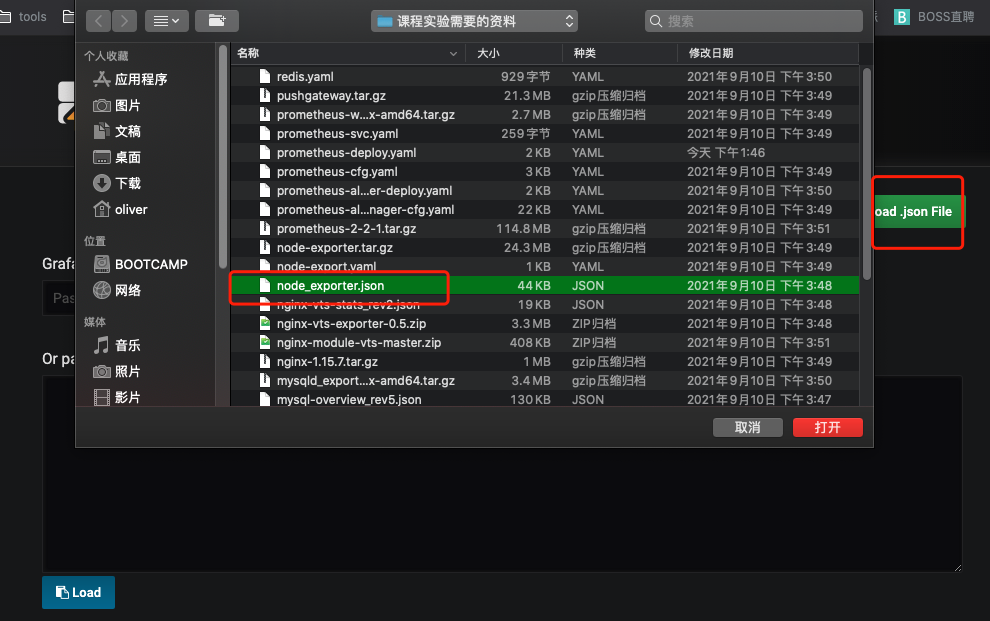 tools
课程实验需要的资料
搜索
B BOSS直聘
个人收藏
应用程序
图片
文稿
桌面
下载
oliver
位置
BOOTCAMP
网络
媒体
音乐
照片
影片
名称 大小 种类 修改日期
redis.yaml 929 字节 YAML 2021年9月10日 下午3:50
pushgateway.tar.gz 21.3 MB gzip压缩归档 2021年9月10日 下午3:49
prometheus-w...x-amd64.tar.gz 2.7 MB gzip压缩归档 2021年9月10日 下午3:49
prometheus-svc.yaml 259 字节 YAML 2021年9月10日 下午3:49
prometheus-deploy.yaml 2 KB YAML 今天 下午1:46
prometheus-cfg.yaml 3 KB YAML 2021年9月10日 下午3:49
prometheus-al...er-deploy.yaml 2 KB YAML 2021年9月10日 下午3:50
prometheus-al...nager-cfg.yaml 22 KB YAML 2021年9月10日 下午3:49
prometheus-2-2-1.tar.gz 114.8 MB gzip压缩归档 2021年9月10日 下午3:51
node-exporter.tar.gz 24.3 MB gzip压缩归档 2021年9月10日 下午3:49
node-export.yaml 1 KB YAML 2021年9月10日 下午3:49
node_exporter.json 44 KB JSON 2021年9月10日 下午3:48
nginx-vts-stats_rev2.json 19 KB JSON 2021年9月10日 下午3:48
nginx-vts-exporter-0.5.zip 3.3 MB ZIP归档 2021年9月10日 下午3:48
nginx-module-vts-master.zip 408 KB ZIP归档 2021年9月10日 下午3:51
nginx-1.15.7.tar.gz 1 MB gzip压缩归档 2021年9月10日 下午3:49
mysqld_export...x-amd64.tar.gz 3.4 MB gzip压缩归档 2021年9月10日 下午3:50
mysql-overview_rev5.json 130 KB JSON 2021年9月10日 下午3:47
取消 打开
oad .json File
Grafa
Pas
Or pa
Load